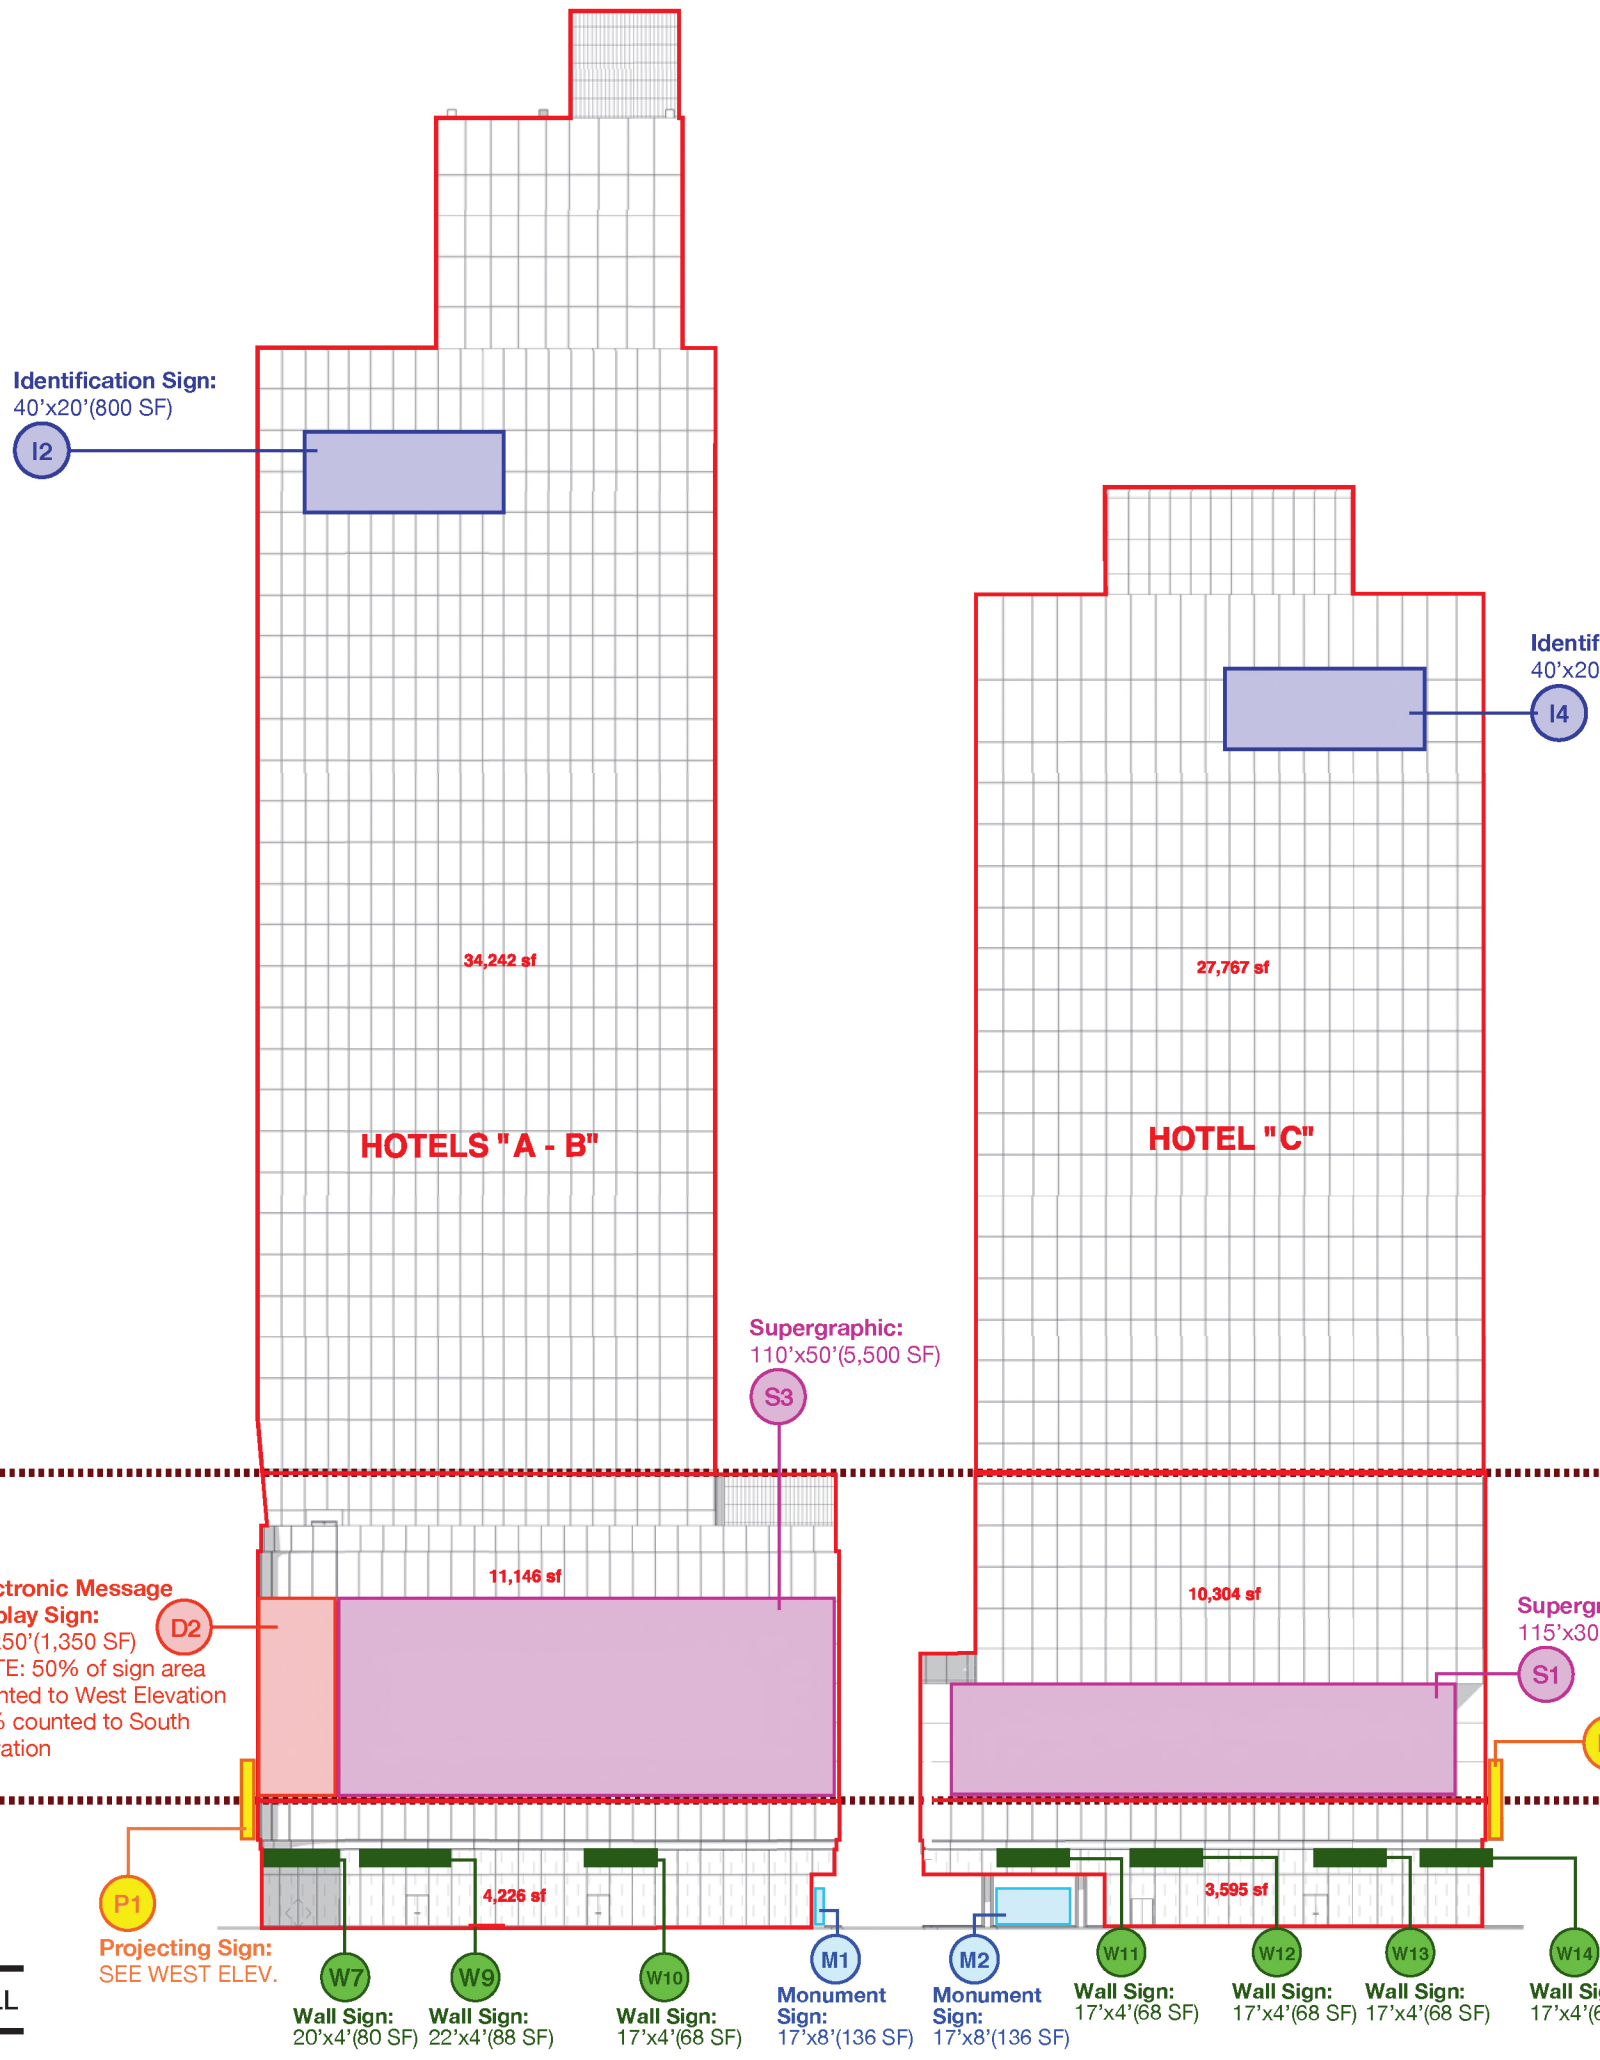 Identification Sign:
40'x20'(800 SF)
I2
Identif
40'x20
I4
34,242 sf
27,767 sf
HOTELS "A - B"
HOTEL "C"
Supergraphic:
110'x50'(5,500 SF)
S3
11,146 sf
10,304 sf
ctronic Message
play Sign:
50'(1,350 SF)
D2
TE: 50% of sign area
nted to West Elevation
% counted to South
ation
Supergr
115'x30
S1
P1
Projecting Sign:
SEE WEST ELEV.
4,226 sf
3,595 sf
W7
Wall Sign:
20'x4'(80 SF)
W9
Wall Sign:
22'x4'(88 SF)
W10
Wall Sign:
17'x4'(68 SF)
M1
Monument
Sign:
17'x8'(136 SF)
M2
Monument
Sign:
17'x8'(136 SF)
W11
Wall Sign:
17'x4'(68 SF)
W12
Wall Sign:
17'x4'(68 SF)
W13
Wall Sign:
17'x4'(68 SF)
W14
Wall Si
17'x4'(6
LL